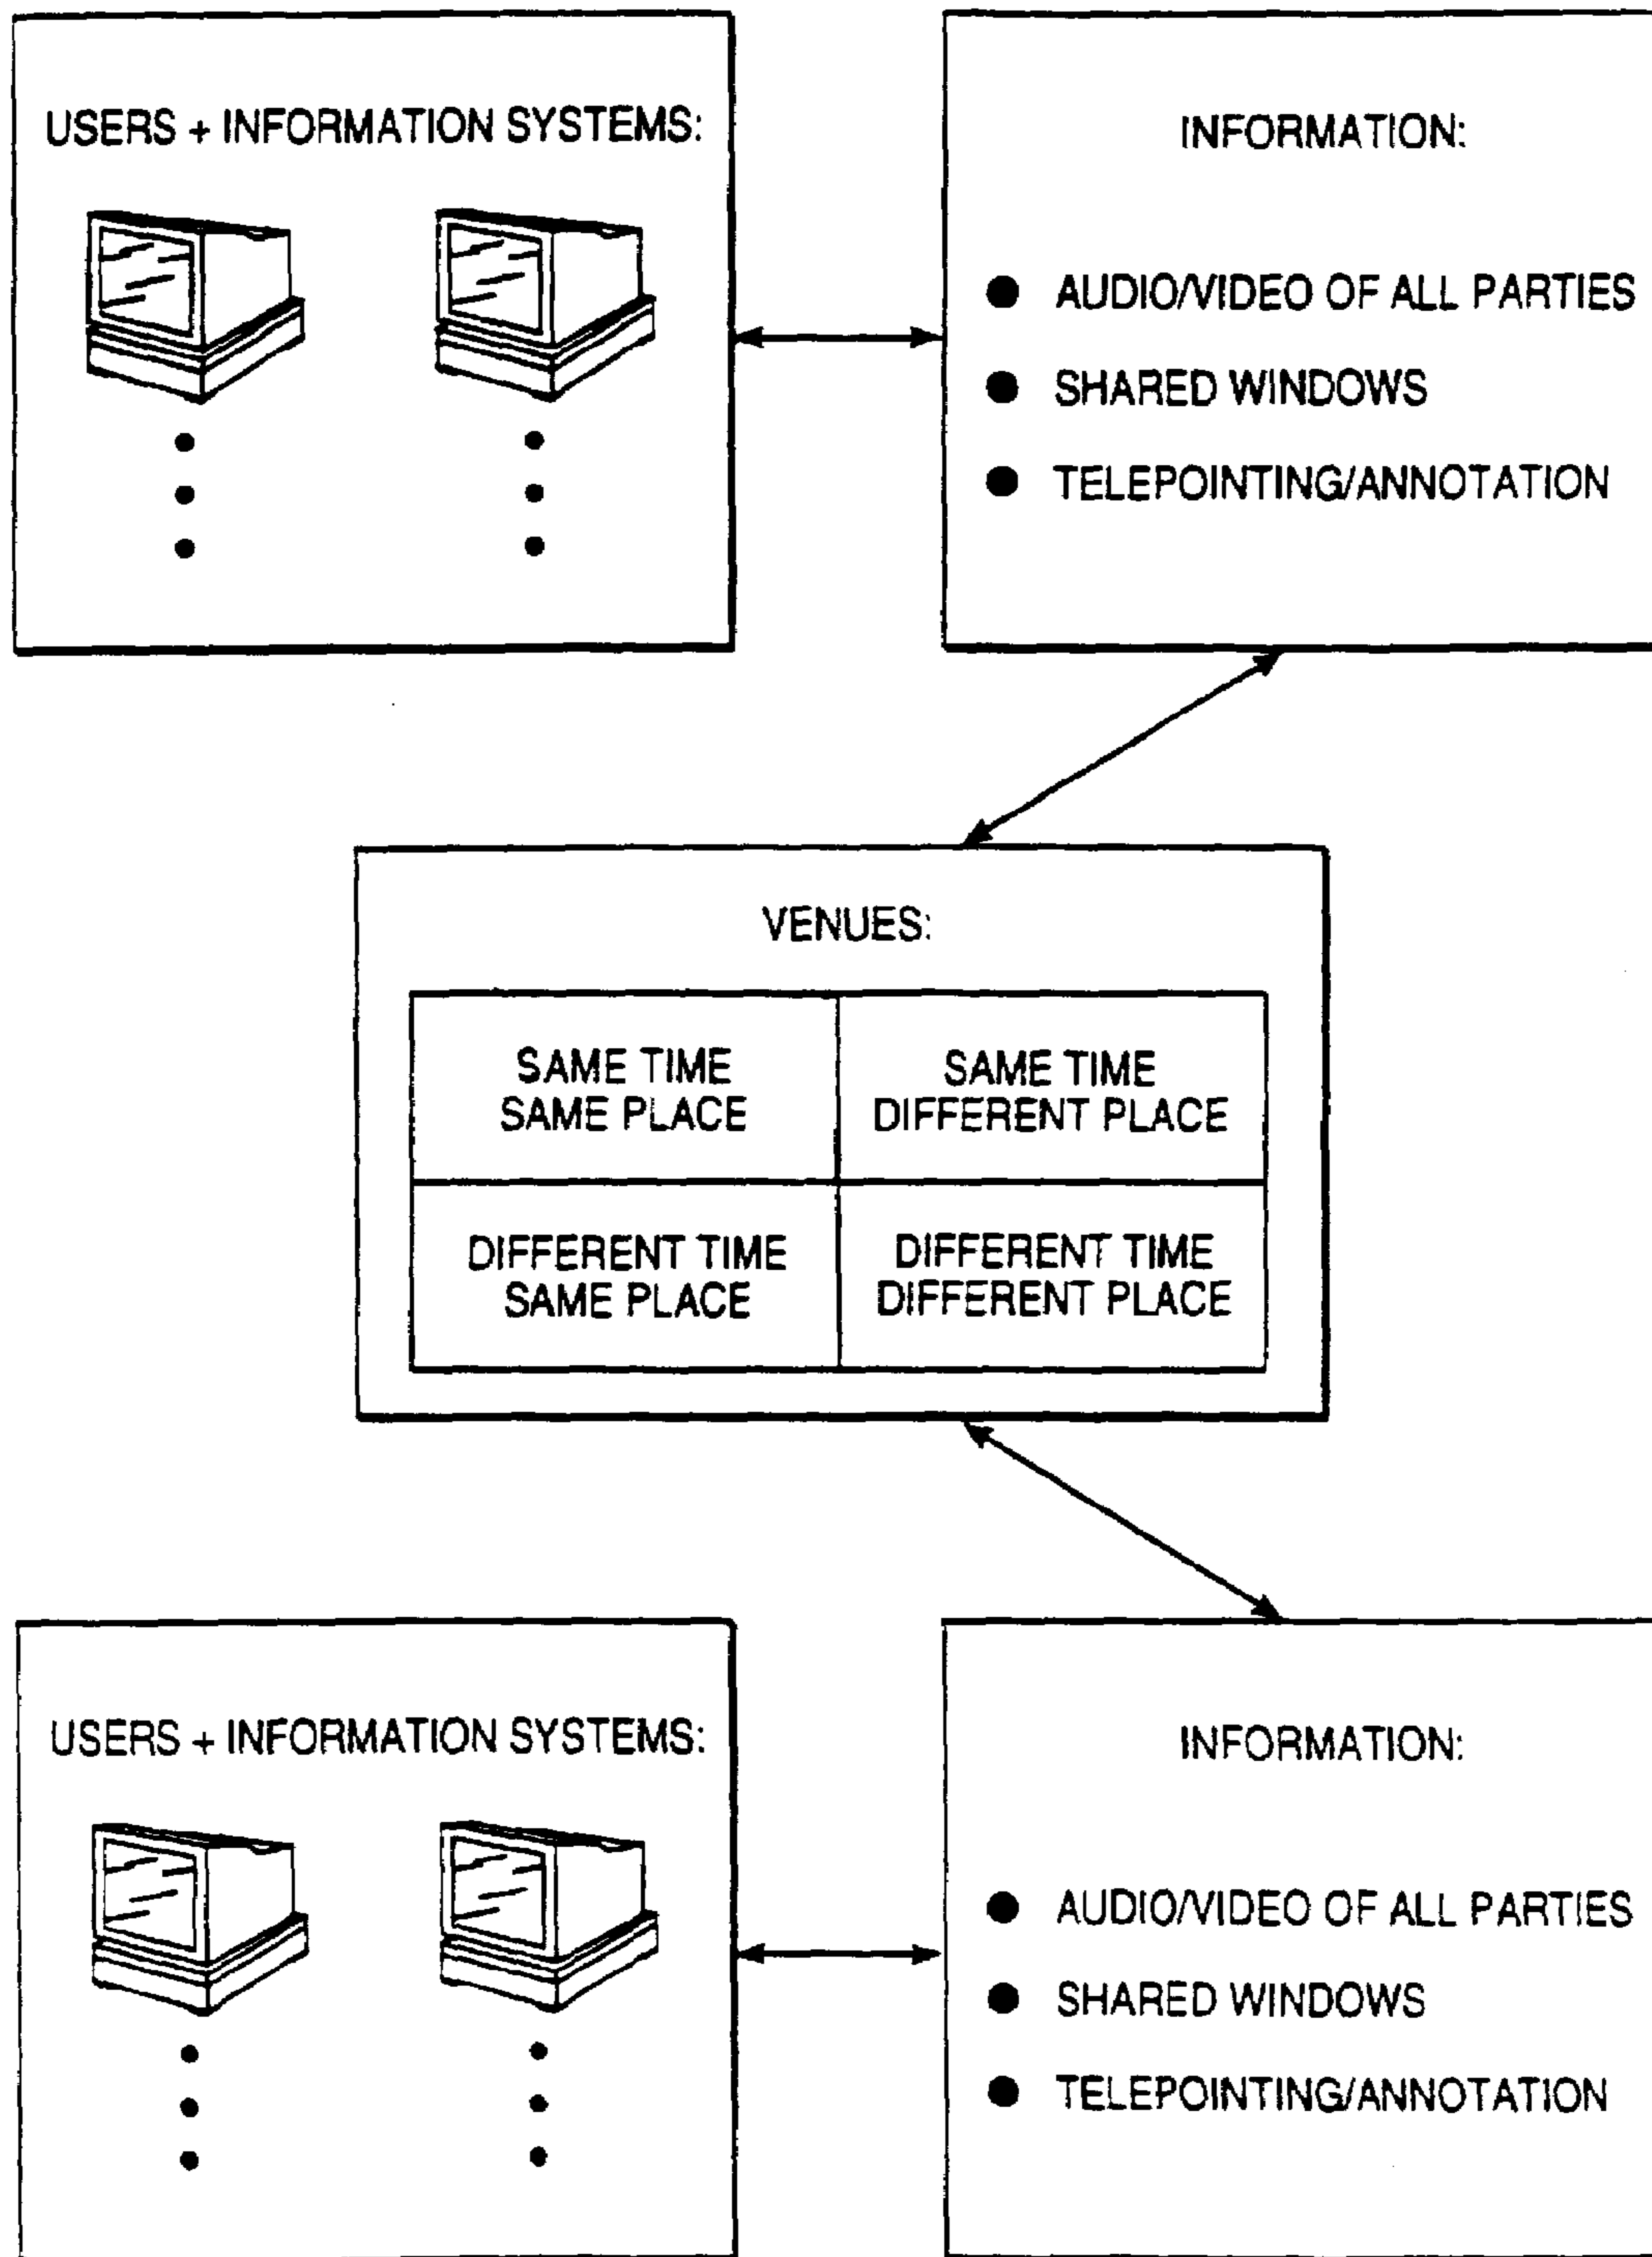 USERS + INFORMATION SYSTEMS:
INFORMATION:
● AUDIO/VIDEO OF ALL PARTIES
● SHARED WINDOWS
● TELEPOINTING/ANNOTATION
VENUES:
SAME TIME
SAME PLACE
SAME TIME
DIFFERENT PLACE
DIFFERENT TIME
SAME PLACE
DIFFERENT TIME
DIFFERENT PLACE
USERS + INFORMATION SYSTEMS:
INFORMATION:
● AUDIO/VIDEO OF ALL PARTIES
● SHARED WINDOWS
● TELEPOINTING/ANNOTATION